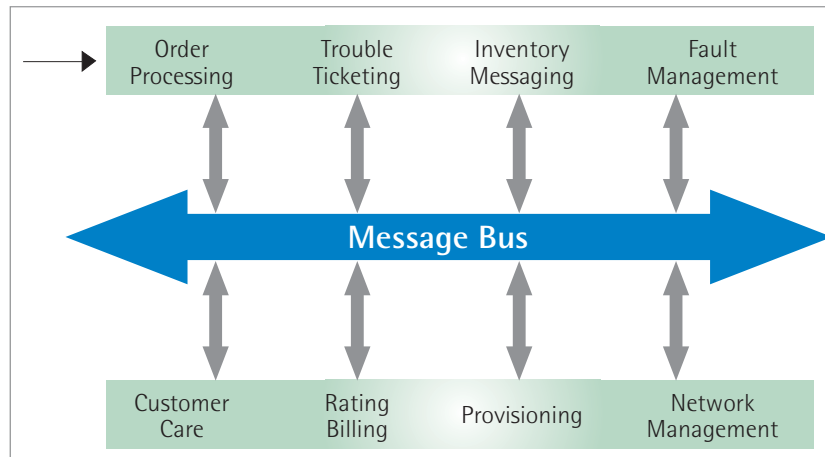 Order
Processing
Trouble
Ticketing
Inventory
Messaging
Fault
Management
Message Bus
Customer
Care
Rating
Billing
Provisioning
Network
Management